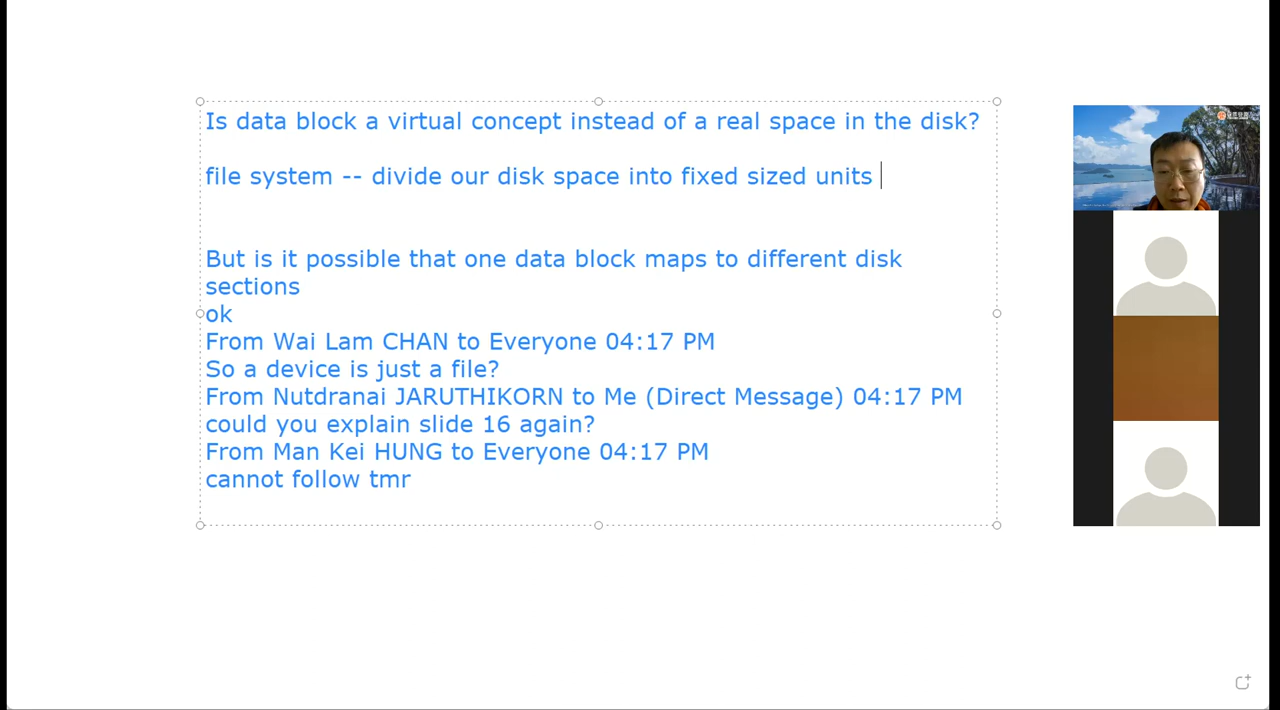 Is data block a virtual concept instead of a real space in the disk?
file system -- divide our disk space into fixed sized units
But is it possible that one data block maps to different disk
sections
ok
From Wai Lam CHAN to Everyone 04:17 PM
So a device is just a file?
From Nutdranai JARUTHIKORN to Me (Direct Message) 04:17 PM
could you explain slide 16 again?
From Man Kei HUNG to Everyone 04:17 PM
cannot follow tmr